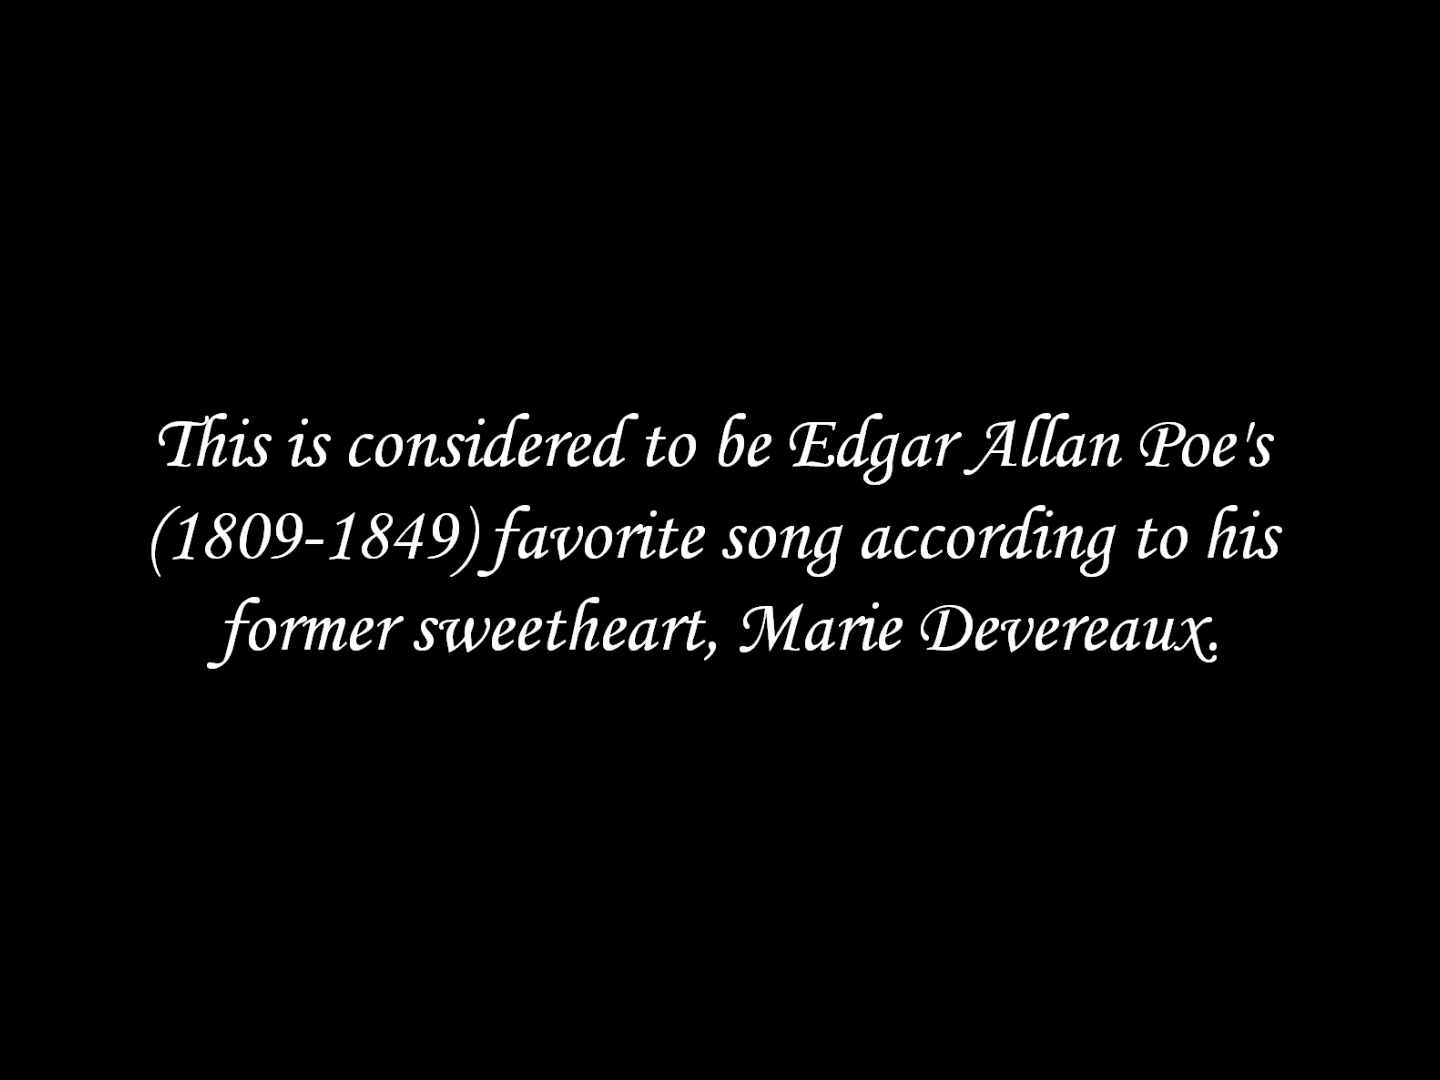 This is considered to be Edgar Allan Poe's
(1809-1849) favorite song according to his
former sweetheart, Marie Devereaux.